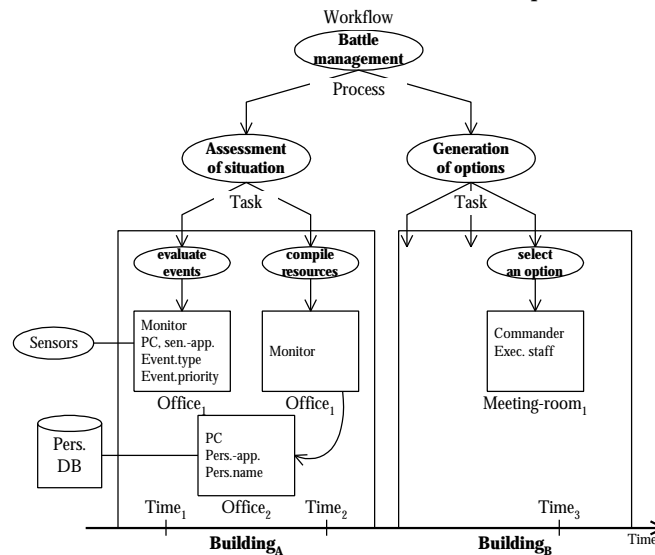 Workflow
Battle
management
Process
Assessment
of situation
Generation
of options
Task
Task
evaluate
events
compile
resources
select
an option
Sensors
Monitor
PC, sen.-app.
Event.type
Event.priority
Monitor
Commander
Exec. staff
Office1
Office1
Meeting-room1
Pers.
DB
PC
Pers.-app.
Pers.name
Time1
Office2
Time2
Time3
BuildingA
BuildingB
Time